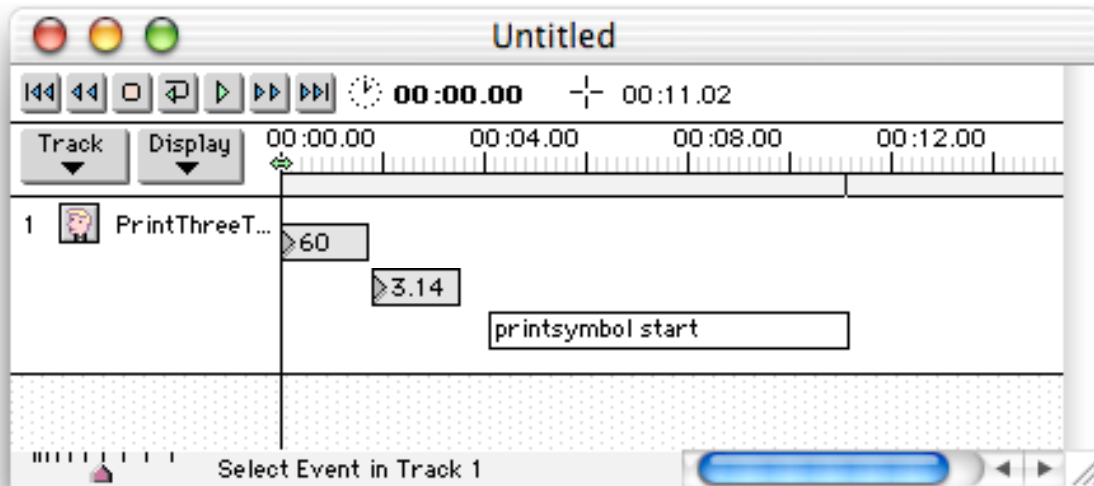 Untitled
00:00.00 00:11.02
Track Display 00:00.00 00:04.00 00:08.00 00:12.00
1 PrintThreeT...
60
3.14
printsymbol start
Select Event in Track 1